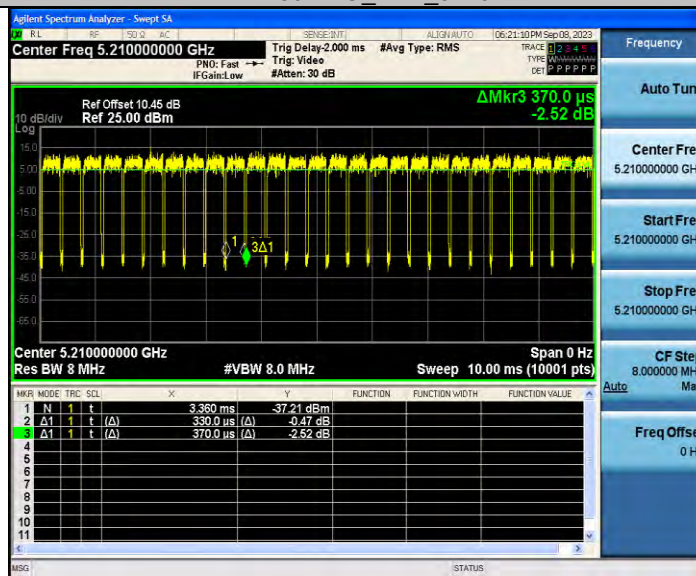 Agilent Spectrum Analyzer - Swept SA
RL RF 50 Ω AC SENSE:INT ALIGN AUTO 06:21:10 PM Sep 08, 2023
Center Freq 5.210000000 GHz
PNO: Fast
IFGain:Low
Trig Delay-2.000 ms
Trig: Video
#Atten: 30 dB
#Avg Type: RMS
TRACE 1 2 3 4 5 6
TYPE W
DET P P P P P P
Frequency
Ref Offset 10.45 dB
Ref 25.00 dBm
10 dB/div
Log
ΔMkr3 370.0 µs
-2.52 dB
15.0
5.00
-5.00
-15.0
-25.0
-35.0
-45.0
-55.0
-65.0
1
3Δ1
Center 5.210000000 GHz
Span 0 Hz
Res BW 8 MHz
#VBW 8.0 MHz
Sweep 10.00 ms (10001 pts)
MKR MODE TRC SCL X Y FUNCTION FUNCTION WIDTH FUNCTION VALUE
1 N 1 t 3.360 ms -37.21 dBm
2 Δ1 1 t (Δ) 330.0 µs (Δ) -0.47 dB
3 Δ1 1 t (Δ) 370.0 µs (Δ) -2.52 dB
4
5
6
7
8
9
10
11
Auto Tun
Center Fre
5.210000000 GH
Start Fre
5.210000000 GH
Stop Fre
5.210000000 GH
CF Ste
8.000000 MH
Auto Ma
Freq Offse
0 H
MSG STATUS